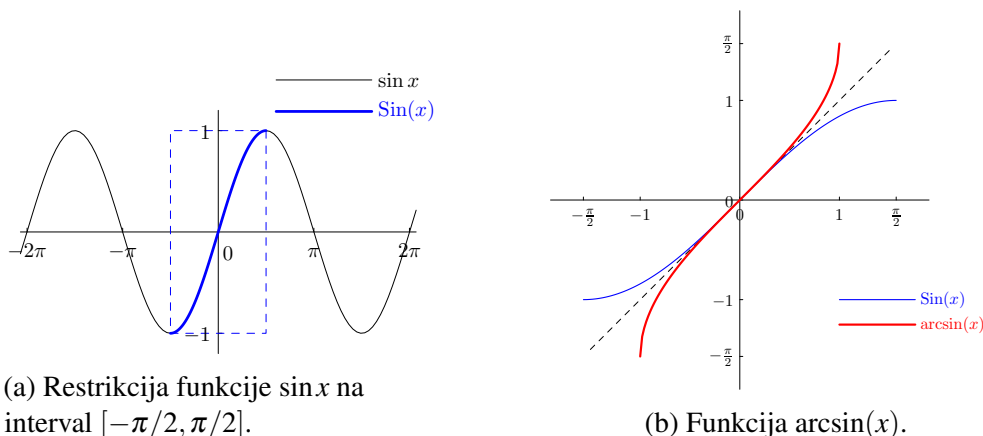 sin x
Sin(x)
1
−2π
−π
0
π
2π
−1
(a) Restrikcija funkcije sin x na
interval [−π/2, π/2].
π/2
1
0
−π/2
−1
0
1
π/2
−1
−π/2
Sin(x)
arcsin(x)
(b) Funkcija arcsin(x).